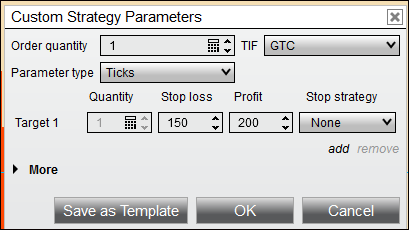 Custom Strategy Parameters
Order quantity 1 TIF GTC
Parameter type Ticks
Quantity Stop loss Profit Stop strategy
Target 1 1 150 200 None
add remove
More
Save as Template OK Cancel